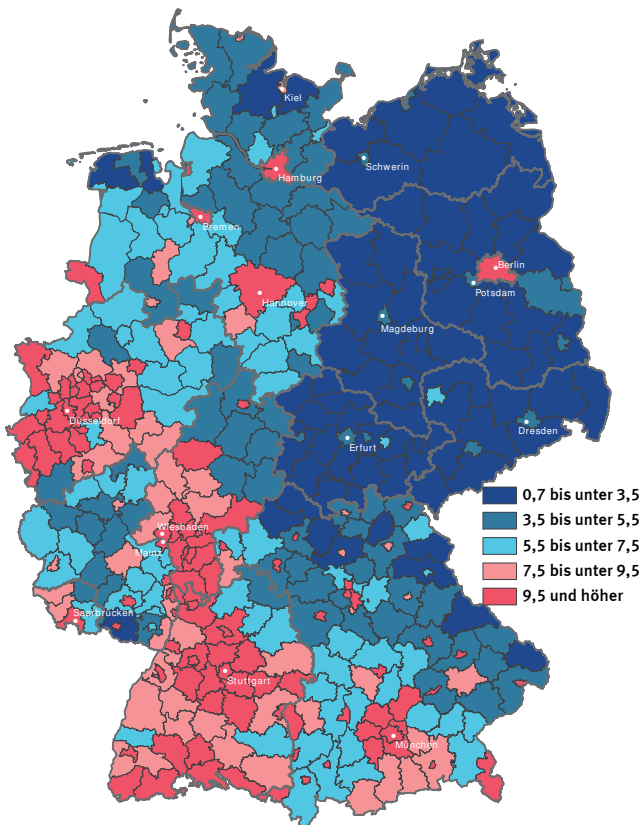 Kiel
Schwerin
Hamburg
Bremen
Berlin
Potsdam
Hannover
Magdeburg
Düsseldorf
Dresden
Erfurt
Wiesbaden
Mainz
Saarbrücken
Stuttgart
München
0,7 bis unter 3,5
3,5 bis unter 5,5
5,5 bis unter 7,5
7,5 bis unter 9,5
9,5 und höher